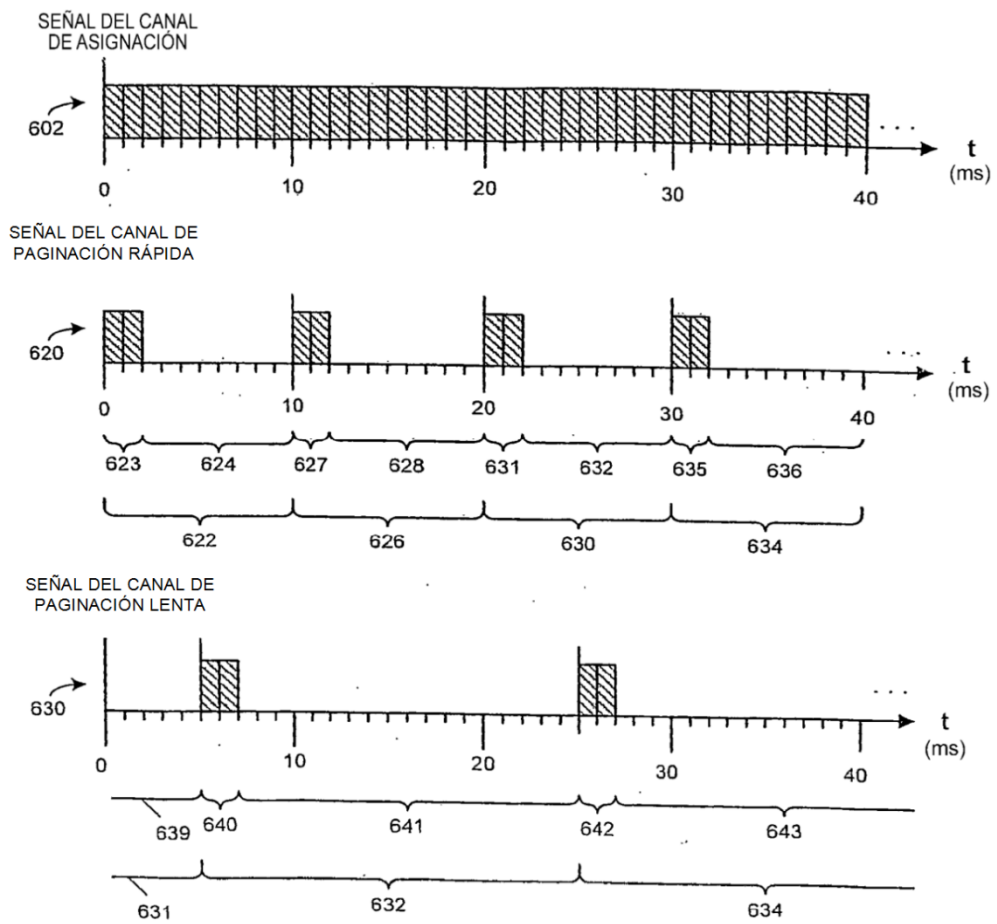 SEÑAL DEL CANAL
DE ASIGNACIÓN
602
t
(ms)
0 10 20 30 40
SEÑAL DEL CANAL DE
PAGINACIÓN RÁPIDA
620
t
(ms)
0 10 20 30 40
623 624 627 628 631 632 635 636
622 626 630 634
SEÑAL DEL CANAL DE
PAGINACIÓN LENTA
630
t
(ms)
0 10 20 30 40
639 640 641 642 643
631 632 634